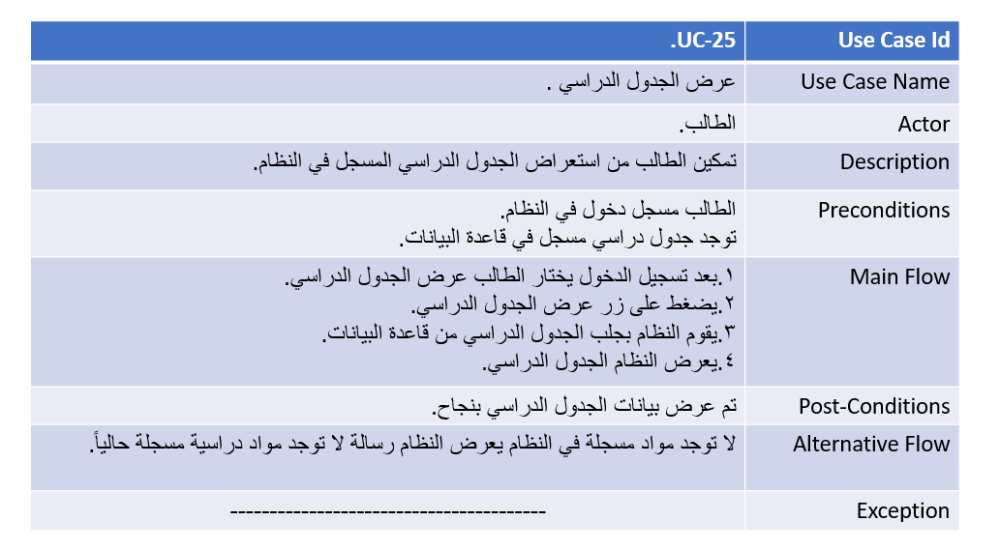 Use Case Id UC-25.
Use Case Name عرض الجدول الدراسي .
Actor الطالب.
Description تمكين الطالب من استعراض الجدول الدراسي المسجل في النظام.
Preconditions الطالب مسجل دخول في النظام.
توجد جدول دراسي مسجل في قاعدة البيانات.
Main Flow ١.بعد تسجيل الدخول يختار الطالب عرض الجدول الدراسي.
٢.يضغط على زر عرض الجدول الدراسي.
٣.يقوم النظام بجلب الجدول الدراسي من قاعدة البيانات.
٤.يعرض النظام الجدول الدراسي.
Post-Conditions تم عرض بيانات الجدول الدراسي بنجاح.
Alternative Flow لا توجد مواد مسجلة في النظام يعرض النظام رسالة لا توجد مواد دراسية مسجلة حالياً.
Exception ----------------------------------------